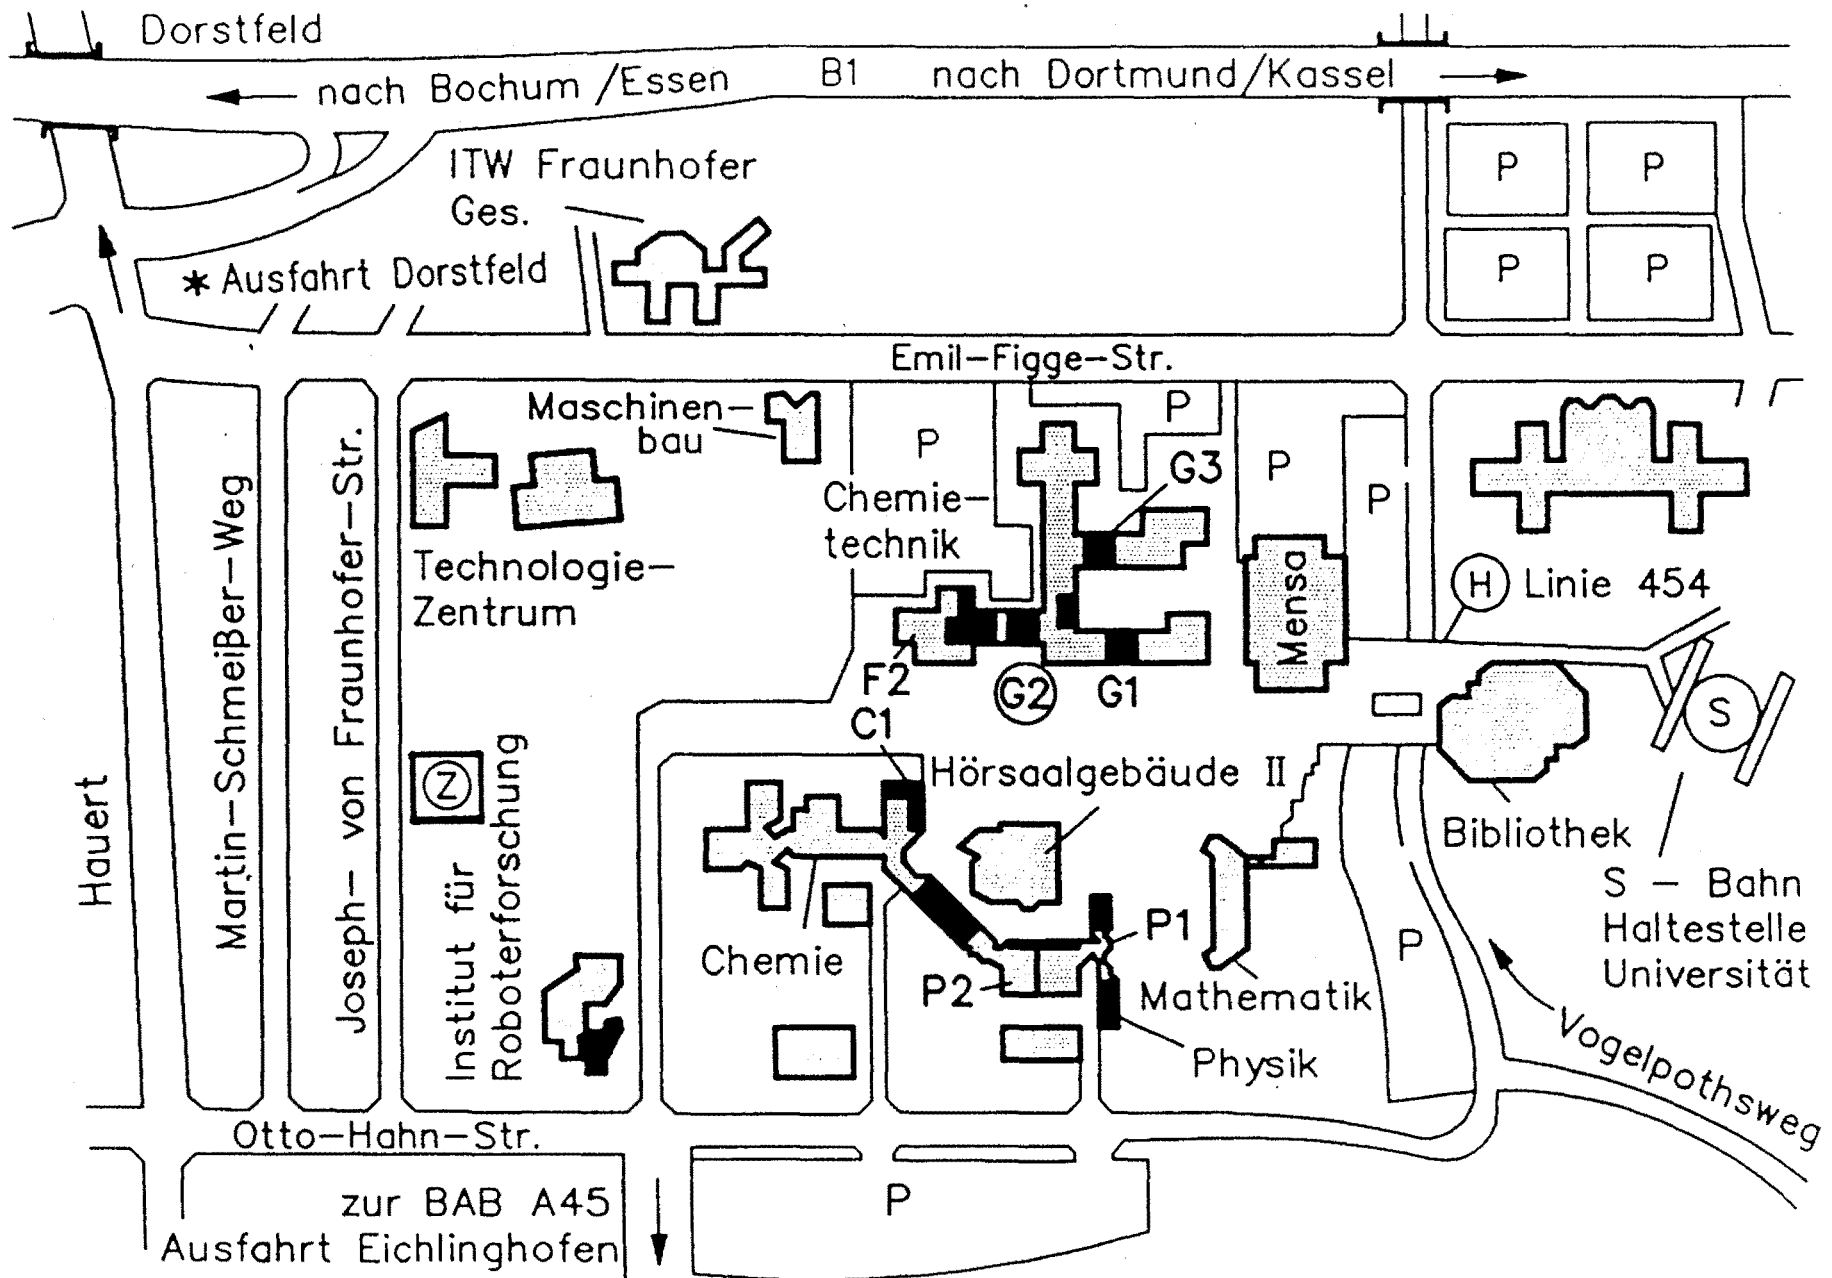 Dorstfeld
nach Bochum /Essen
B1
nach Dortmund/Kassel
ITW Fraunhofer
Ges.
P
P
P
P
* Ausfahrt Dorstfeld
Emil-Figge-Str.
Maschinen-
bau
P
P
P
P
G3
Chemie-
technik
Technologie-
Zentrum
Mensa
H Linie 454
F2
G2
G1
C1
S
Hauert
Martin-Schmeißer-Weg
Joseph- von Fraunhofer-Str.
Z
Institut für
Roboterforschung
Hörsaalgebäude II
Bibliothek
S - Bahn
Haltestelle
Universität
Chemie
P1
P2
Mathematik
Physik
P
Vogelpothsweg
Otto-Hahn-Str.
zur BAB A45
Ausfahrt Eichlinghofen
P